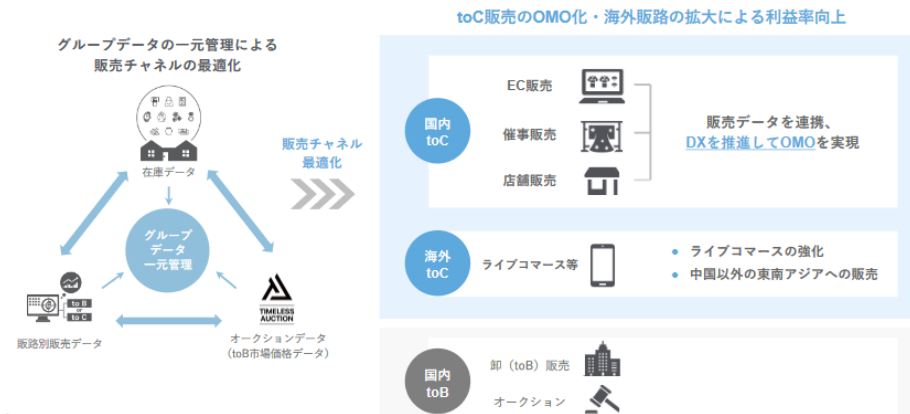 toC販売のOMO化・海外販路の拡大による利益率向上
グループデータの一元管理による
販売チャネルの最適化
在庫データ
グループ
データ
一元管理
to B
or
to C
販路別販売データ
TIMELESS
AUCTION
オークションデータ
（toB市場価格データ）
販売チャネル
最適化
国内
toC
EC販売
催事販売
店舗販売
販売データを連携、
DXを推進してOMOを実現
海外
toC
ライブコマース等
● ライブコマースの強化
● 中国以外の東南アジアへの販売
国内
toB
卸（toB）販売
オークション